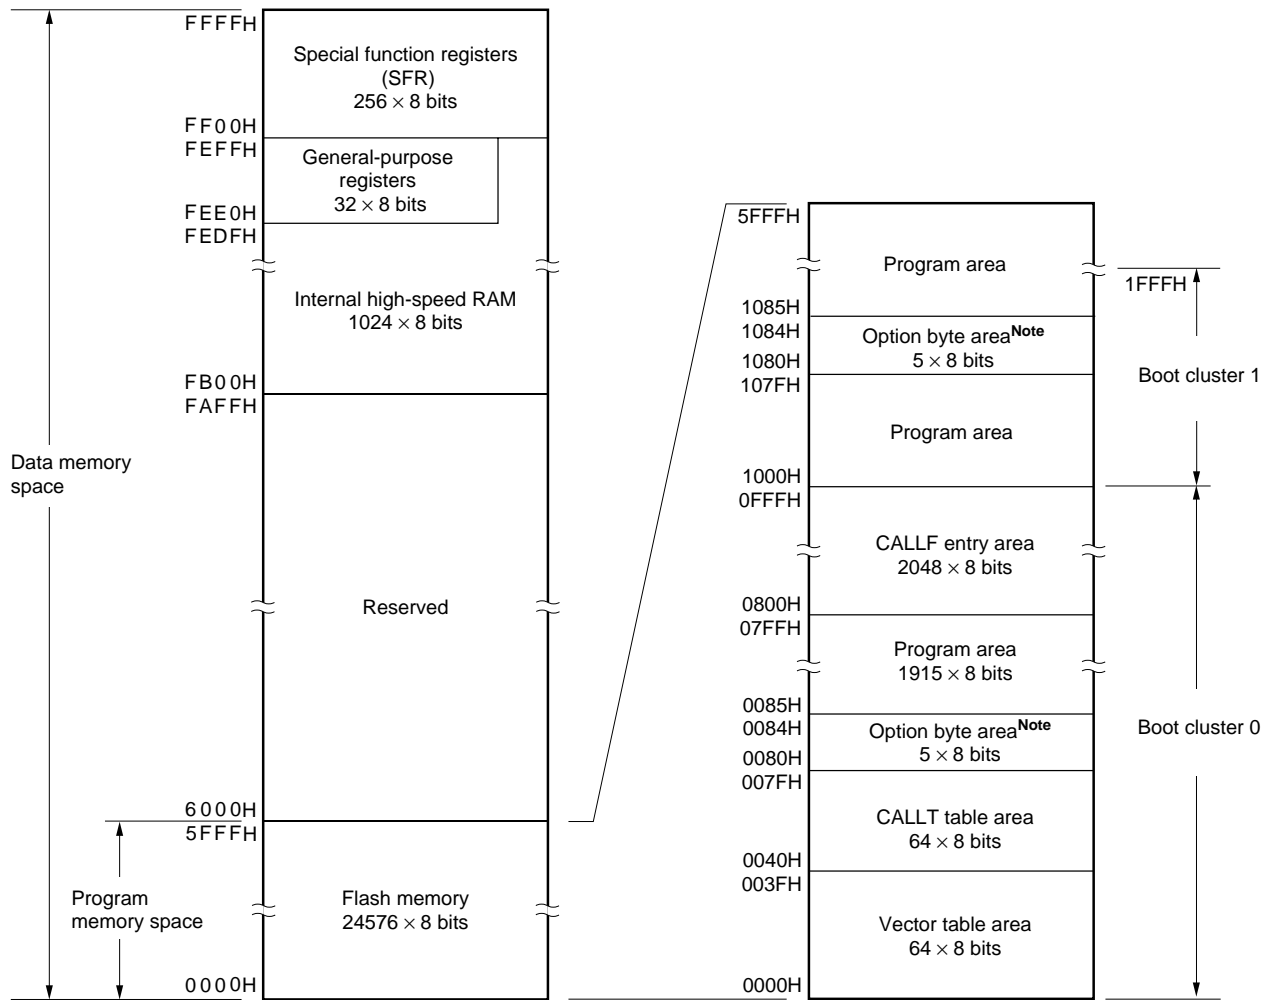 FFFFH
Special function registers
(SFR)
256 × 8 bits
FF00H
FEFFH
General-purpose
registers
32 × 8 bits
FEE0H
FEDFH
Internal high-speed RAM
1024 × 8 bits
FB00H
FAFFH
Data memory
space
Reserved
6000H
5FFFH
Program
memory space
Flash memory
24576 × 8 bits
0000H
5FFFH
Program area
1FFFH
1085H
1084H
Option byte areaNote
5 × 8 bits
1080H
107FH
Boot cluster 1
Program area
1000H
0FFFH
CALLF entry area
2048 × 8 bits
0800H
07FFH
Program area
1915 × 8 bits
0085H
0084H
Option byte areaNote
5 × 8 bits
Boot cluster 0
0080H
007FH
CALLT table area
64 × 8 bits
0040H
003FH
Vector table area
64 × 8 bits
0000H